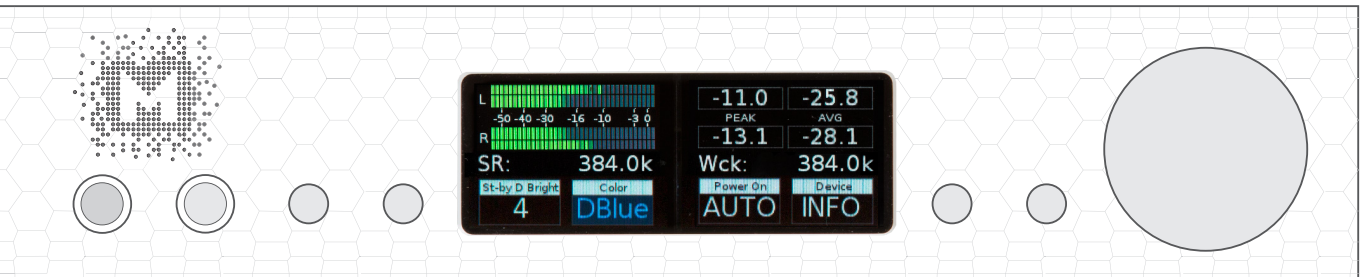 L
-50 -40 -30 -16 -10 -3 0
R
-11.0 -25.8
PEAK AVG
-13.1 -28.1
SR: 384.0k
Wck: 384.0k
St-by D Bright Color
4 DBlue
Power On Device
AUTO INFO